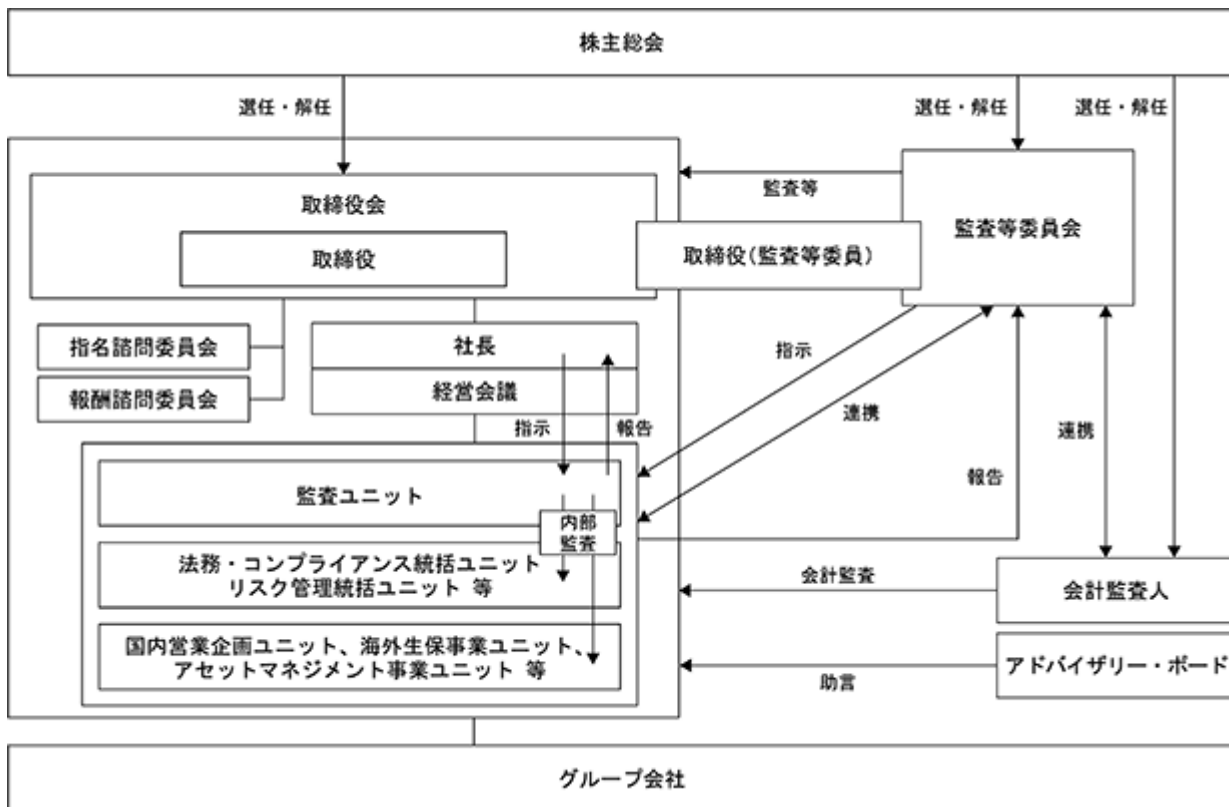 株主総会
選任・解任
選任・解任
選任・解任
取締役会
監査等
監査等委員会
取締役
取締役(監査等委員)
指名諮問委員会
社長
指示
報酬諮問委員会
経営会議
連携
指示
報告
連携
監査ユニット
報告
内部
監査
法務・コンプライアンス統括ユニット
リスク管理統括ユニット 等
会計監査
会計監査人
国内営業企画ユニット、海外生保事業ユニット、
アセットマネジメント事業ユニット 等
助言
アドバイザリー・ボード
グループ会社